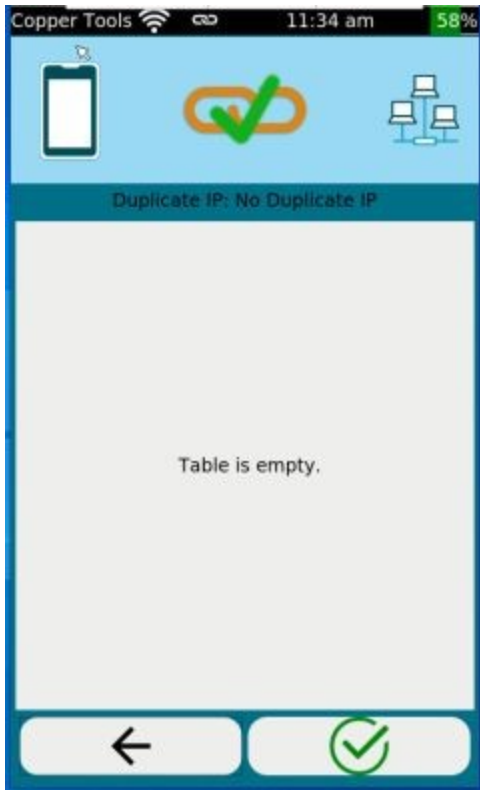 Copper Tools 11:34 am 58%
Duplicate IP: No Duplicate IP
Table is empty.